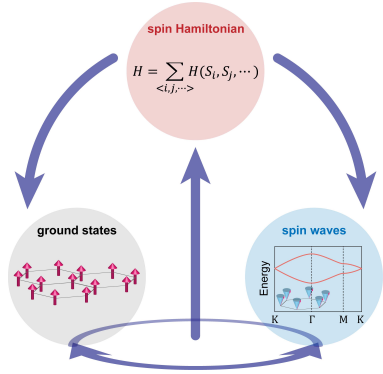 spin Hamiltonian
H = ∑ H(S_i, S_j, ⋯)
<i,j,⋯>
ground states
spin waves
Energy
K Γ M K